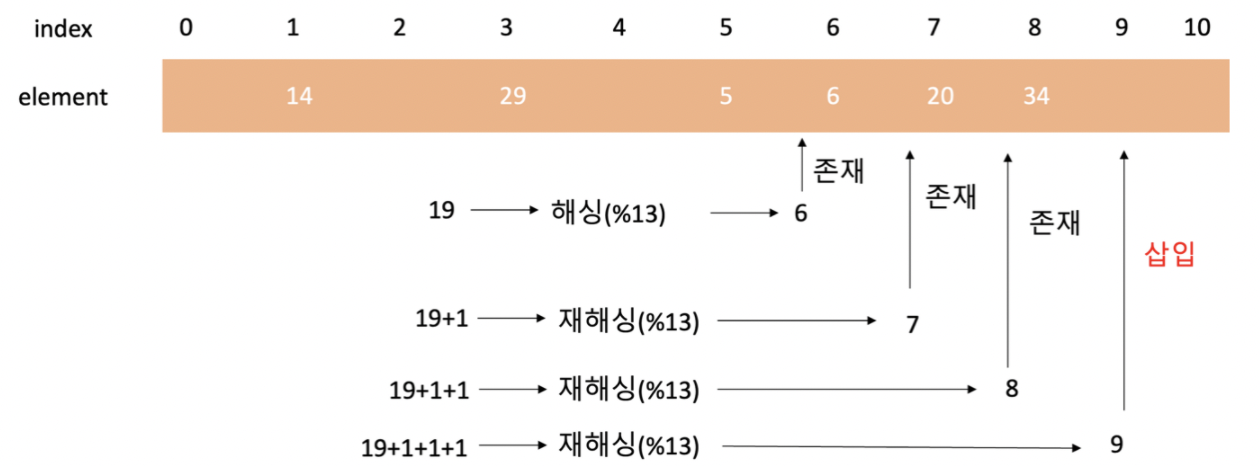 index 0 1 2 3 4 5 6 7 8 9 10
element 14 29 5 6 20 34
존재
존재
19 해싱(%13) 6
존재
삽입
19+1 재해싱(%13) 7
19+1+1 재해싱(%13) 8
19+1+1+1 재해싱(%13) 9